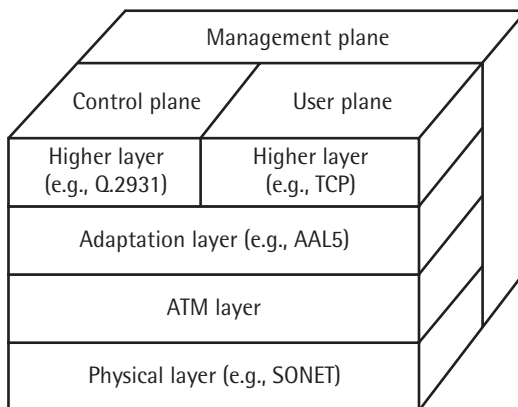 Management plane
Control plane
User plane
Higher layer
(e.g., Q.2931)
Higher layer
(e.g., TCP)
Adaptation layer (e.g., AAL5)
ATM layer
Physical layer (e.g., SONET)